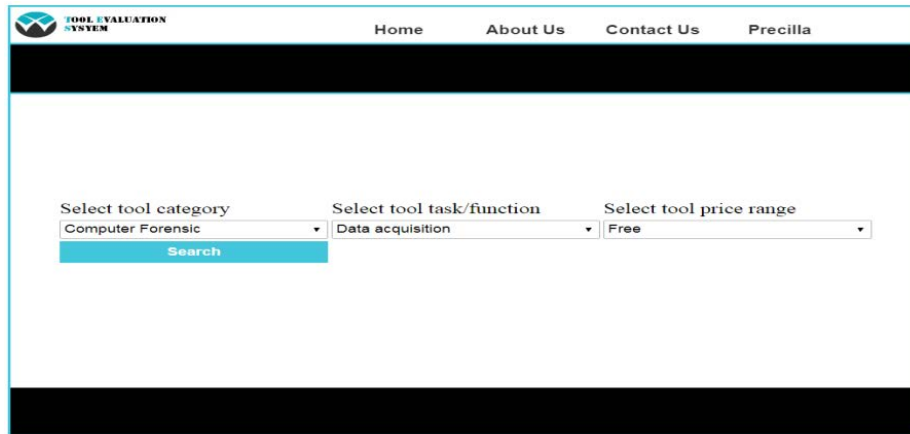 TOOL EVALUATION
SYSTEM
Home About Us Contact Us Precilla
Select tool category Select tool task/function Select tool price range
Computer Forensic Data acquisition Free
Search